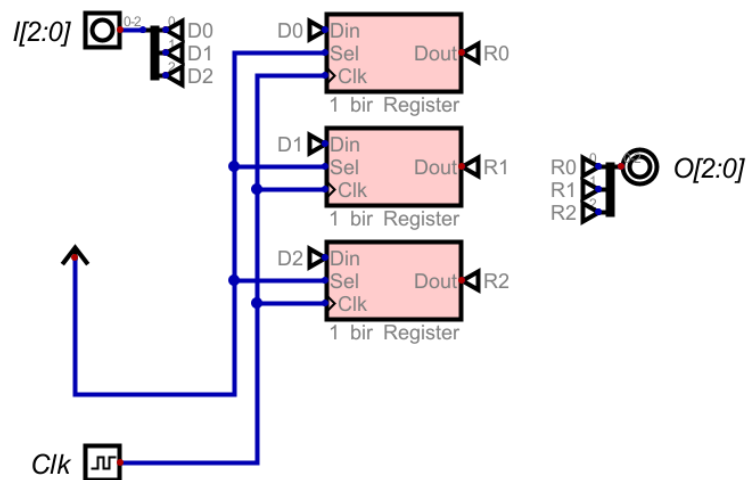 I[2:0]
0-2
0
D0
1
D1
2
D2
D0
Din
Sel
Clk
Dout
R0
1 bir Register
D1
Din
Sel
Clk
Dout
R1
1 bir Register
D2
Din
Sel
Clk
Dout
R2
1 bir Register
R0
0
R1
1
R2
2
0-2
O[2:0]
Clk